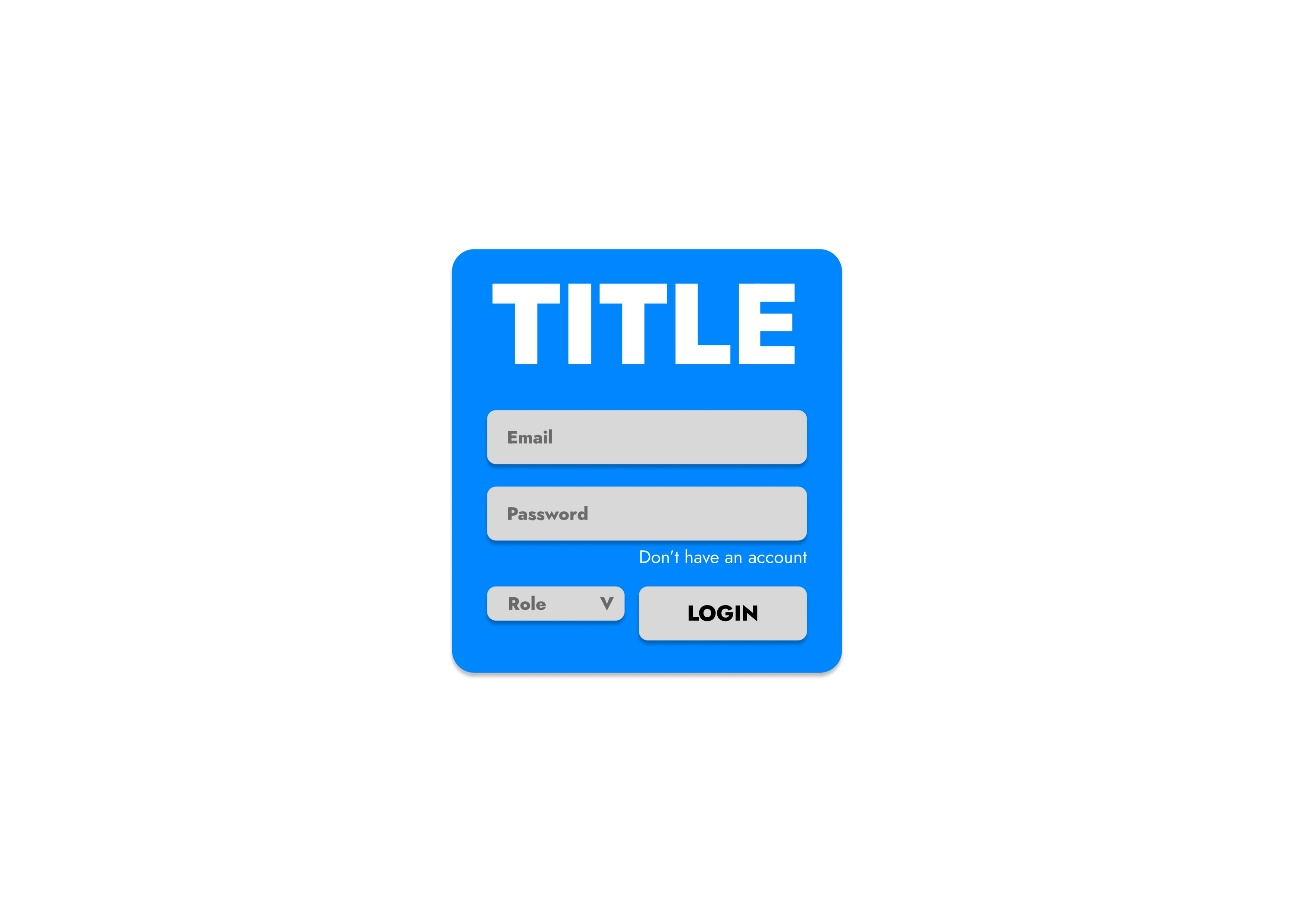 TITLE
Email
Password
Don't have an account
Role V
LOGIN